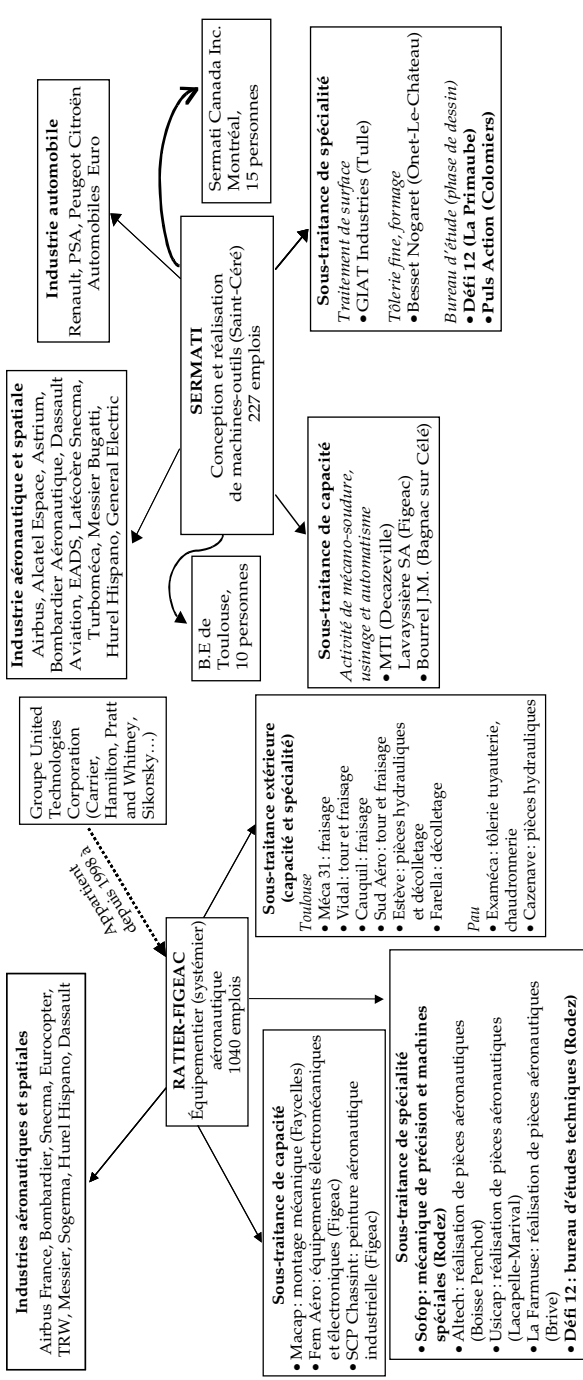 Industries aéronautiques et spatiales
Airbus France, Bombardier, Snecma, Eurocopter,
TRW, Messier, Sogerma, Hurel Hispano, Dassault
Groupe United
Technologies
Corporation
(Carrier,
Hamilton, Pratt
and Whitney,
Sikorsky…)
Appartient
depuis 1998 à
RATIER-FIGEAC
Équipementier (systémier)
aéronautique
1040 emplois
Sous-traitance de capacité
• Macap : montage mécanique (Faycelles)
• Fem Aéro : équipements électromécaniques
et électroniques (Figeac)
• SCP Chassint : peinture aéronautique
industrielle (Figeac)
Sous-traitance extérieure
(capacité et spécialité)
Toulouse
• Méca 31 : fraisage
• Vidal : tour et fraisage
• Cauquil : fraisage
• Sud Aéro : tour et fraisage
• Estève : pièces hydrauliques
et décolletage
• Farella : décolletage
Pau
• Examéca : tôlerie tuyauterie,
chaudronnerie
• Cazenave : pièces hydrauliques
Sous-traitance de spécialité
• Sofop : mécanique de précision et machines
spéciales (Rodez)
• Altech : réalisation de pièces aéronautiques
(Boisse Penchot)
• Usicap : réalisation de pièces aéronautiques
(Lacapelle-Marival)
• La Farmuse : réalisation de pièces aéronautiques
(Brive)
• Défi 12 : bureau d'études techniques (Rodez)
Industrie aéronautique et spatiale
Airbus, Alcatel Espace, Astrium,
Bombardier Aéronautique, Dassault
Aviation, EADS, Latécoère Snecma,
Turboméca, Messier Bugatti,
Hurel Hispano, General Electric
Industrie automobile
Renault, PSA, Peugeot Citroën
Automobiles Euro
B.E de
Toulouse,
10 personnes
SERMATI
Conception et réalisation
de machines-outils (Saint-Céré)
227 emplois
Sermati Canada Inc.
Montréal,
15 personnes
Sous-traitance de capacité
Activité de mécano-soudure,
usinage et automatisme
• MTI (Decazeville)
Lavayssière SA (Figeac)
• Bourrel J.M. (Bagnac sur Célé)
Sous-traitance de spécialité
Traitement de surface
• GIAT Industries (Tulle)
Tôlerie fine, formage
• Besset Nogaret (Onet-Le-Château)
Bureau d'étude (phase de dessin)
• Défi 12 (La Primaube)
• Puls Action (Colomiers)